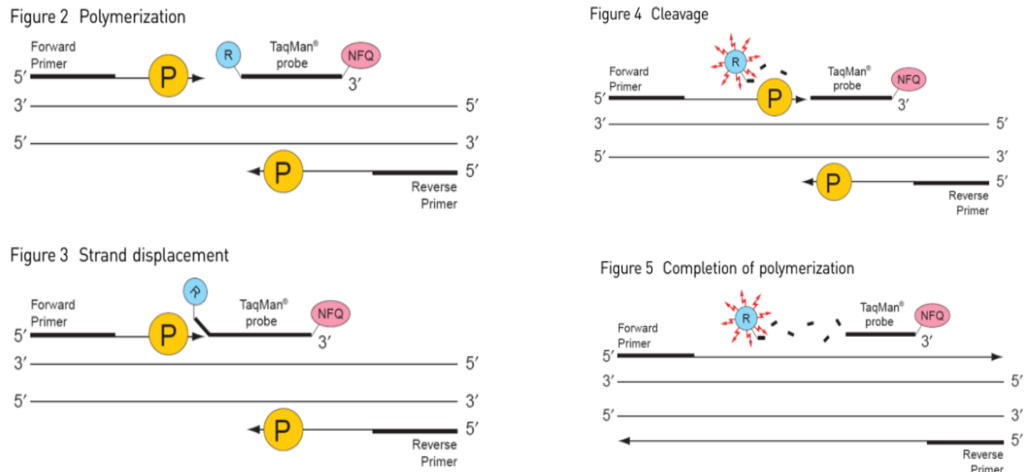 Figure 2 Polymerization
Forward
Primer
5′
P
R
TaqMan®
probe
NFQ
3′
3′
5′
5′
3′
P
5′
Reverse
Primer
Figure 3 Strand displacement
Forward
Primer
5′
P
R
TaqMan®
probe
NFQ
3′
3′
5′
5′
3′
P
5′
Reverse
Primer
Figure 4 Cleavage
Forward
Primer
5′
R
P
TaqMan®
probe
NFQ
3′
3′
5′
5′
3′
P
5′
Reverse
Primer
Figure 5 Completion of polymerization
Forward
Primer
5′
R
TaqMan®
probe
NFQ
3′
3′
5′
5′
3′
5′
Reverse
Primer